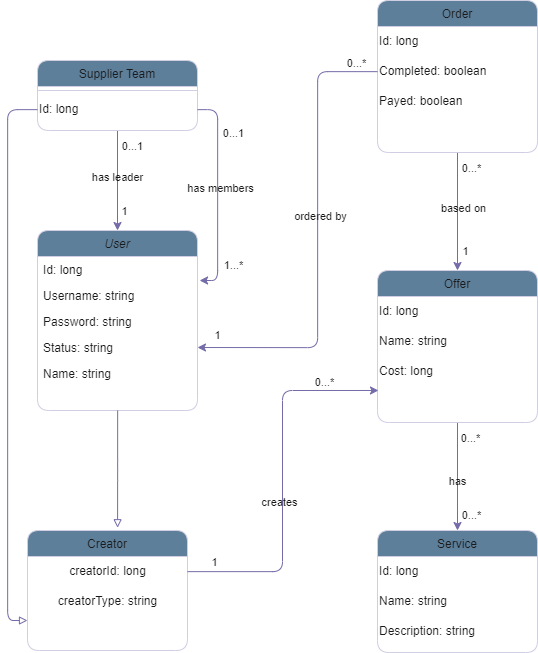 Order
Id: long
Completed: boolean
Payed: boolean
0...*
Supplier Team
Id: long
0...1
0...1
has leader
has members
1
1...*
0...*
based on
1
ordered by
User
Id: long
Username: string
Password: string
Status: string
Name: string
1
Offer
Id: long
Name: string
Cost: long
0...*
creates
1
0...*
has
0...*
Creator
creatorId: long
creatorType: string
Service
Id: long
Name: string
Description: string